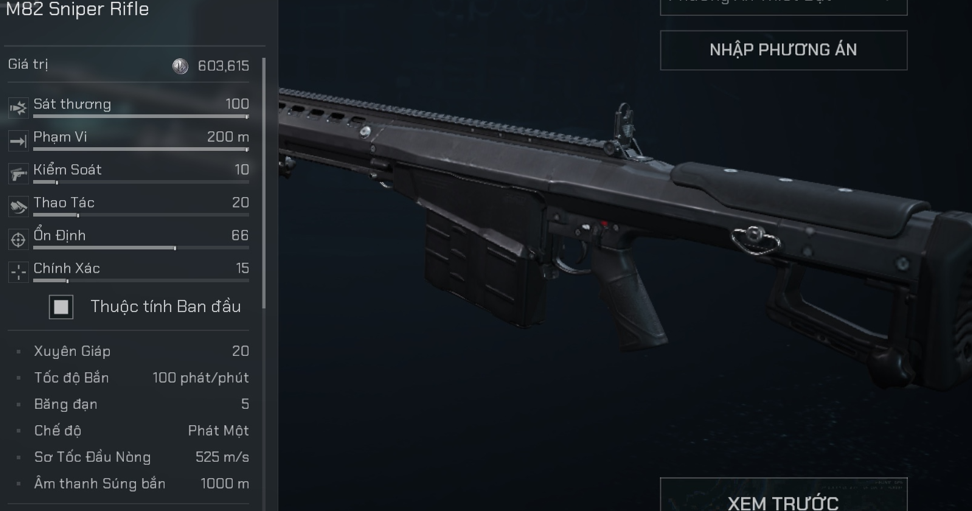 M82 Sniper Rifle
Giá trị 603,615
Sát thương 100
Phạm Vi 200 m
Kiểm Soát 10
Thao Tác 20
Ổn Định 66
Chính Xác 15
Thuộc tính Ban đầu
Xuyên Giáp 20
Tốc độ Bắn 100 phát/phút
Băng đạn 5
Chế độ Phát Một
Sơ Tốc Đầu Nòng 525 m/s
Âm thanh Súng bắn 1000 m
NHẬP PHƯƠNG ÁN
XEM TRƯỚC